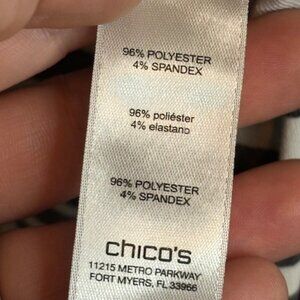 96% POLYESTER
4% SPANDEX
96% poliéster
4% elastano
96% POLYESTER
4% SPANDEX
chico's
11215 METRO PARKWAY
FORT MYERS, FL 33966